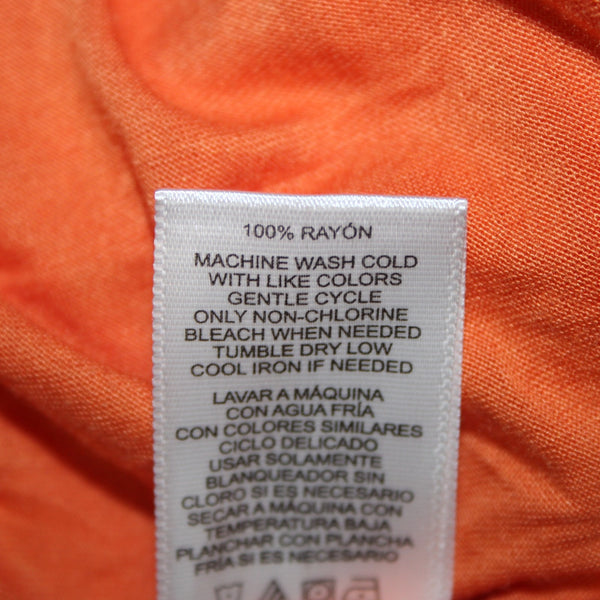 100% RAYÓN
MACHINE WASH COLD
WITH LIKE COLORS
GENTLE CYCLE
ONLY NON-CHLORINE
BLEACH WHEN NEEDED
TUMBLE DRY LOW
COOL IRON IF NEEDED
LAVAR A MÁQUINA
CON AGUA FRÍA
CON COLORES SIMILARES
CICLO DELICADO
USAR SOLAMENTE
BLANQUEADOR SIN
CLORO SI ES NECESARIO
SECAR A MÁQUINA CON
TEMPERATURA BAJA
PLANCHAR CON PLANCHA
FRÍA SI ES NECESARIO